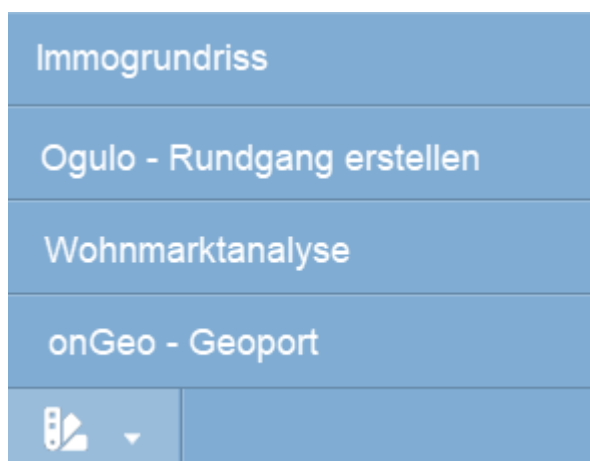 Immogrundriss
Ogulo - Rundgang erstellen
Wohnmarktanalyse
onGeo - Geoport